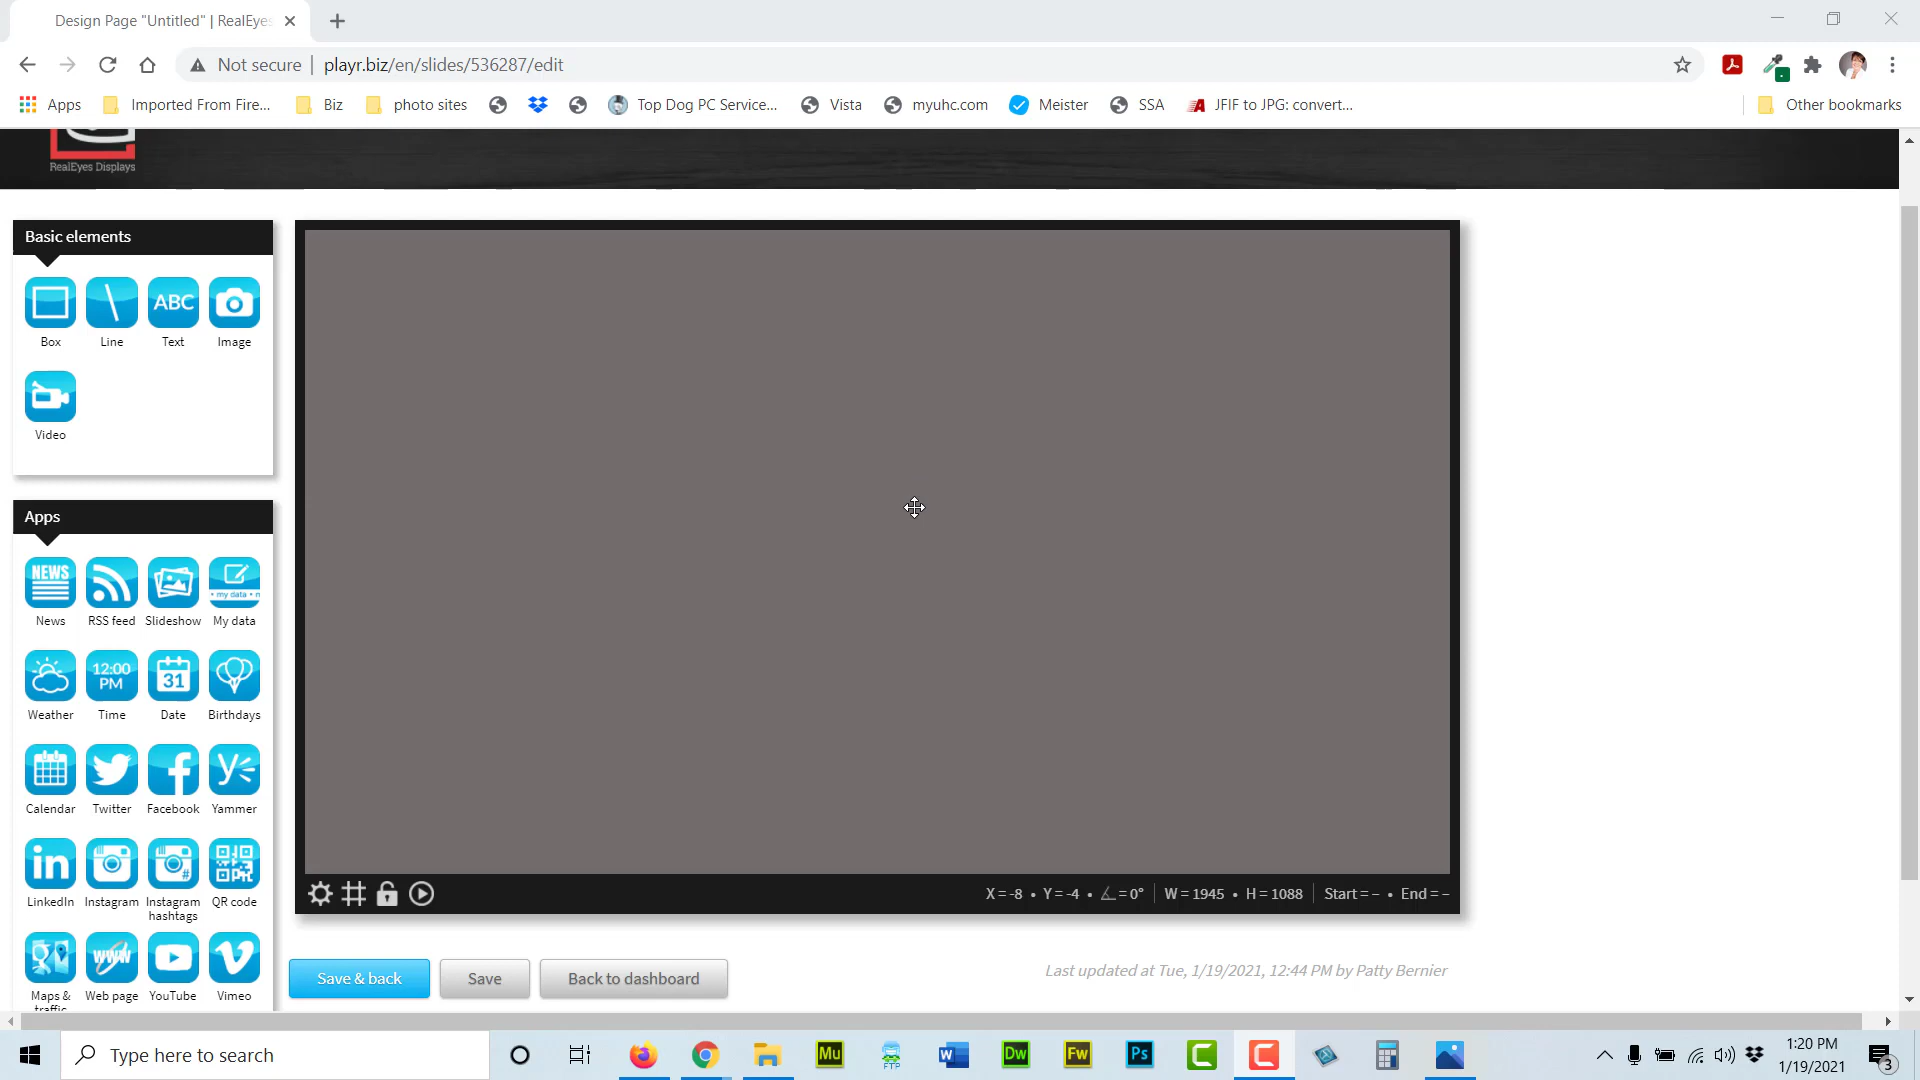 Design Page "Untitled" | RealEyes
Not secure | playr.biz/en/slides/536287/edit
Apps Imported From Fire... Biz photo sites Top Dog PC Service... Vista myuhc.com Meister SSA JFIF to JPG: convert... Other bookmarks
RealEyes Displays
Basic elements
ABC
Box Line Text Image
Video
Apps
NEWS my data
News RSS feed Slideshow My data
12:00 PM 31
Weather Time Date Birthdays
Calendar Twitter Facebook Yammer
LinkedIn Instagram Instagram hashtags QR code
www
Maps & traffic Web page YouTube Vimeo
X = -8 • Y = -4 • ∠ = 0° W = 1945 • H = 1088 Start = – • End = –
Save & back Save Back to dashboard
Last updated at Tue, 1/19/2021, 12:44 PM by Patty Bernier
Type here to search
Mu FTP Dw Fw Ps
1:20 PM
1/19/2021
3